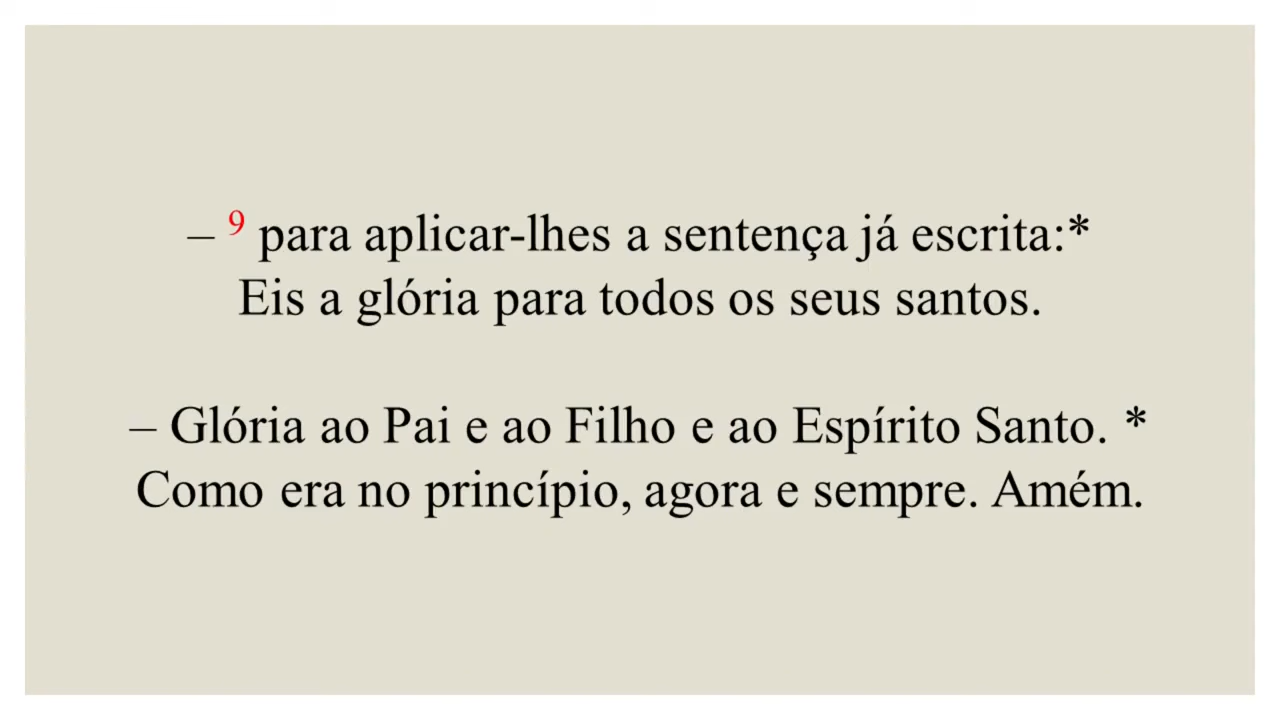 – 9 para aplicar-lhes a sentença já escrita:*
Eis a glória para todos os seus santos.
– Glória ao Pai e ao Filho e ao Espírito Santo. *
Como era no princípio, agora e sempre. Amém.